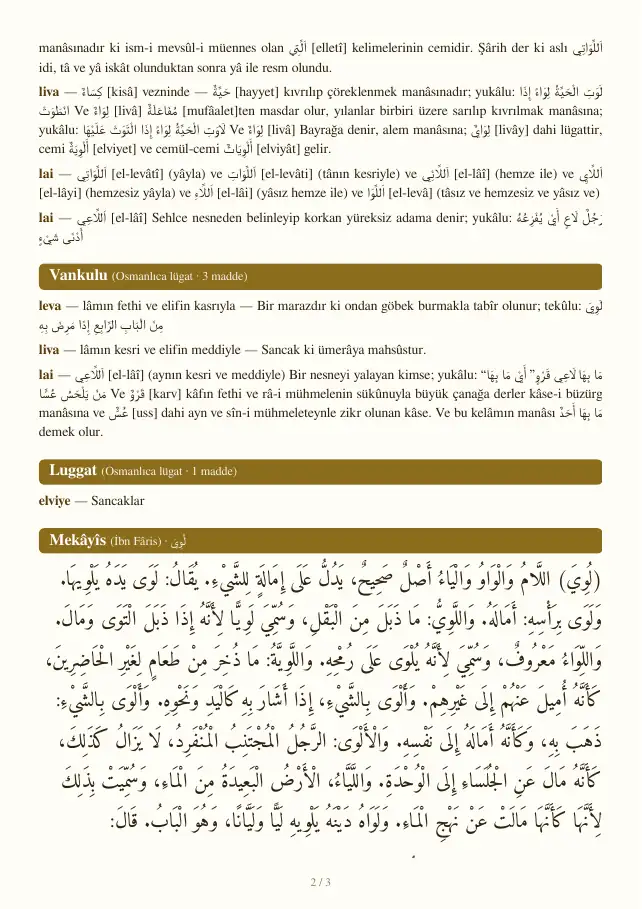 manâsınadır ki ism-i mevsûl-i müennes olan اَلَّتِي [elletî] kelimelerinin cemidir. Şârih der ki aslı اَللَّوَاتِي
idi, tâ ve yâ iskât olunduktan sonra yâ ile resm olundu.
liva — كِسَاءٌ [kisâ] vezninde — حَيَّةٌ [hayyet] kıvrılıp çöreklenmek manâsınadır; yukâlu: لَوَتِ الْحَيَّةُ لِوَاءً إِذَا
انْطَوَتْ Ve لِوَاءٌ [livâ] مُفَاعَلَةٌ [mufâalet]ten masdar olur, yılanlar birbiri üzere sarılıp kıvrılmak manâsına;
yukâlu: لَاوَتِ الْحَيَّةُ لِوَاءً إِذَا الْتَوَتْ عَلَيْهَا Ve لِوَاءٌ [livâ] Bayrağa denir, alem manâsına; لِوَايٌ [livây] dahi lügattir,
cemi أَلْوِيَةٌ [elviyet] ve cemül-cemi أَلْوِيَاتٌ [elviyât] gelir.
lai — اَللَّوَاتِي [el-levâtî] (yâyla) ve اَللَّوَاتِ [el-levâti] (tânın kesriyle) ve اَللَّائِي [el-lâî] (hemze ile) ve اَللَّايِ
[el-lâyi] (hemzesiz yâyla) ve اَللَّاءِ [el-lâi] (yâsız hemze ile) ve اَللَّوَا [el-levâ] (tâsız ve hemzesiz ve yâsız ve)
lai — اَللَّاعِي [el-lâî] Sehlce nesneden belinleyip korkan yüreksiz adama denir; yukâlu: رَجُلٌ لَاعٍ أَيْ يُفْزِعُهُ
أَدْنَى شَيْءٍ
Vankulu (Osmanlıca lügat · 3 madde)
leva — lâmın fethi ve elifin kasrıyla — Bir marazdır ki ondan göbek burmakla tabîr olunur; tekûlu: لَوِيَ
مِنَ الْبَابِ الرَّابِعِ إِذَا مَرِضَ بِهِ
liva — lâmın kesri ve elifin meddiyle — Sancak ki ümerâya mahsûstur.
lai — اَللَّاعِي [el-lâî] (aynın kesri ve meddiyle) Bir nesneyi yalayan kimse; yukâlu: “مَا بِهَا لَاعِي قَرْوٍ” أَيْ مَا بِهَا
مَنْ يَلْحَسُ عُسًّا Ve قَرْوٌ [karv] kâfın fethi ve râ-i mühmelenin sükûnuyla büyük çanağa derler kâse-i büzürg
manâsına ve عُسٌّ [uss] dahi ayn ve sîn-i mühmeleteynle zikr olunan kâse. Ve bu kelâmın manâsı مَا بِهَا أَحَدٌ
demek olur.
Luggat (Osmanlıca lügat · 1 madde)
elviye — Sancaklar
Mekâyîs (İbn Fâris) · لَوِيَ
(لَوِيَ) اللَّامُ وَالْوَاوُ وَالْيَاءُ أَصْلٌ صَحِيحٌ، يَدُلُّ عَلَى إِمَالَةٍ لِلشَّيْءِ. يُقَالُ: لَوَى يَدَهُ يَلْوِيهَا.
وَلَوَى بِرَأْسِهِ: أَمَالَهُ. وَاللَّوِيُّ: مَا ذَبَلَ مِنَ الْبَقْلِ، وَسُمِّيَ لَوِيًّا لِأَنَّهُ إِذَا ذَبَلَ الْتَوَى وَمَالَ.
وَاللِّوَاءُ مَعْرُوفٌ، وَسُمِّيَ لِأَنَّهُ يُلْوَى عَلَى رُمْحِهِ. وَاللَّوِيَّةُ: مَا ذُخِرَ مِنْ طَعَامٍ لِغَيْرِ الْحَاضِرِينَ،
كَأَنَّهُ أُمِيلَ عَنْهُمْ إِلَى غَيْرِهِمْ. وَأَلْوَى بِالشَّيْءِ، إِذَا أَشَارَ بِهِ كَالْيَدِ وَنَحْوِهِ. وَأَلْوَى بِالشَّيْءِ:
ذَهَبَ بِهِ، وَكَأَنَّهُ أَمَالَهُ إِلَى نَفْسِهِ. وَالْأَلْوَى: الرَّجُلُ الْمُجْتَنِبُ الْمُنْفَرِدُ، لَا يَزَالُ كَذَلِكَ،
كَأَنَّهُ مَالَ عَنِ الْجُلَسَاءِ إِلَى الْوُحْدَةِ. وَاللَّيَّاءُ، الْأَرْضُ الْبَعِيدَةُ مِنَ الْمَاءِ، وَسُمِّيَتْ بِذَلِكَ
لِأَنَّهَا كَأَنَّهَا مَالَتْ عَنْ نَهْجِ الْمَاءِ. وَلَوَاهُ دَيْنَهُ يَلْوِيهِ لَيًّا وَلَيَّانًا، وَهُوَ الْبَابُ. قَالَ:
2 / 3